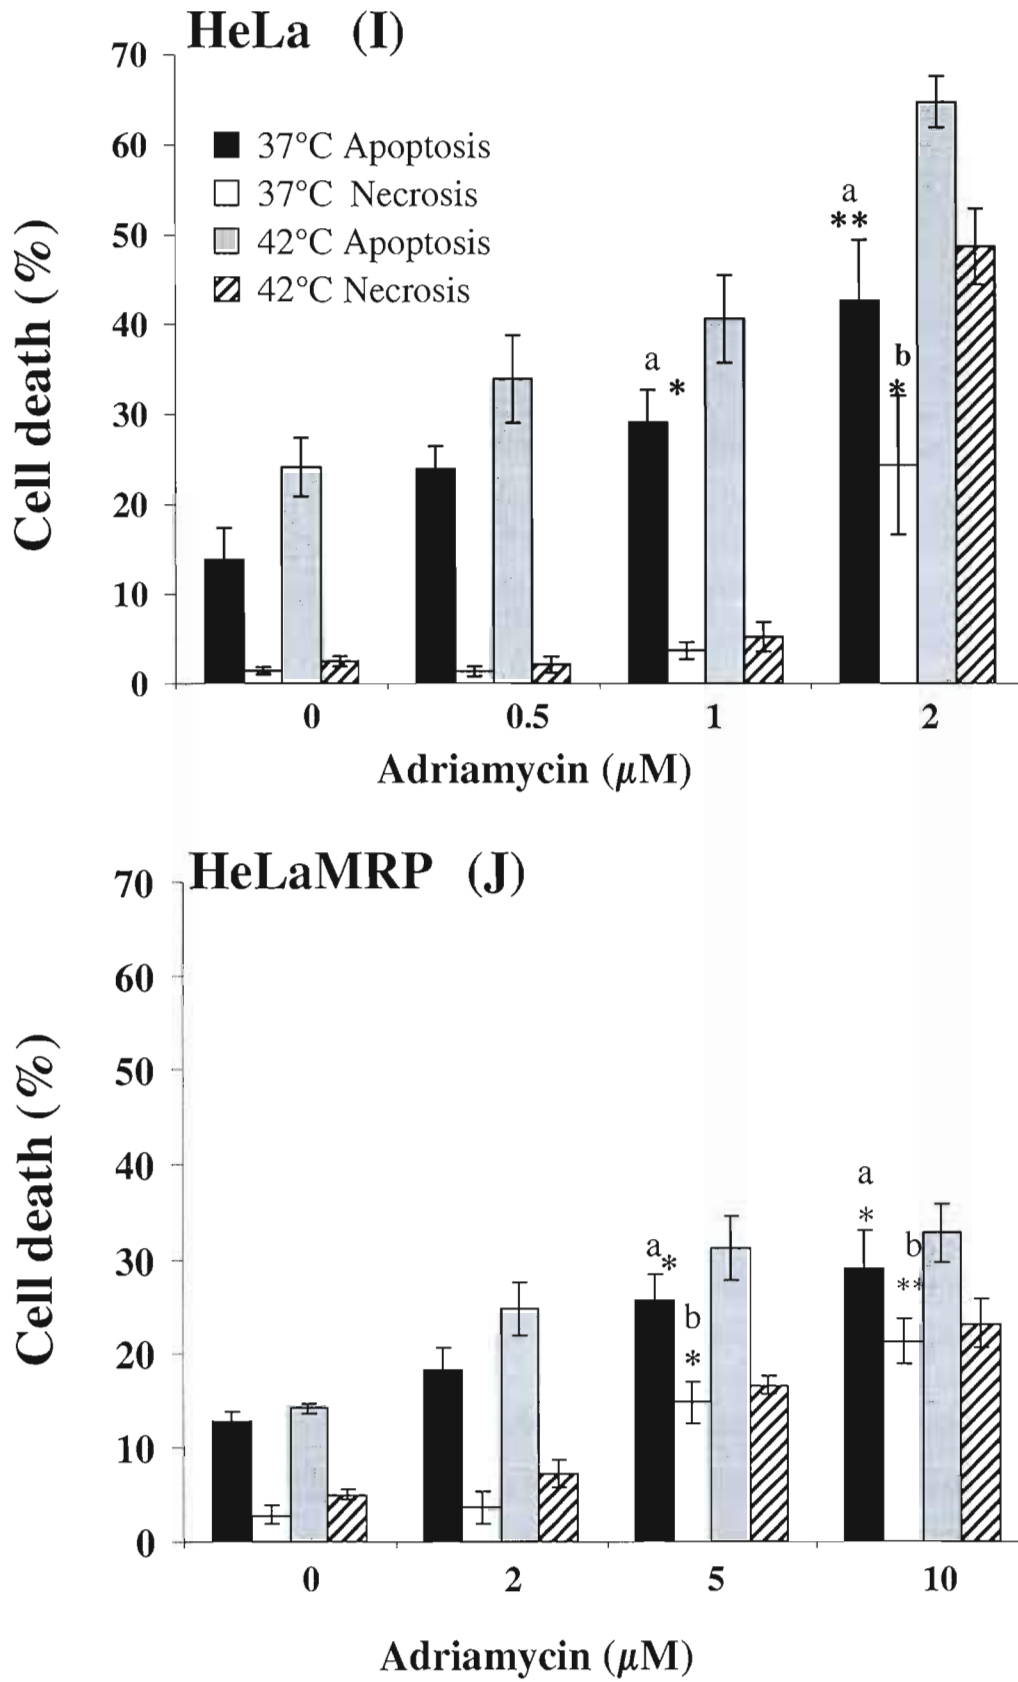 HeLa (I)
70
60
50
40
30
20
10
0
Cell death (%)
37°C Apoptosis
37°C Necrosis
42°C Apoptosis
42°C Necrosis
a
*
a
**
b
*
0 0.5 1 2
Adriamycin (µM)
HeLaMRP (J)
70
60
50
40
30
20
10
0
Cell death (%)
a
*
b
*
a
*
b
**
0 2 5 10
Adriamycin (µM)